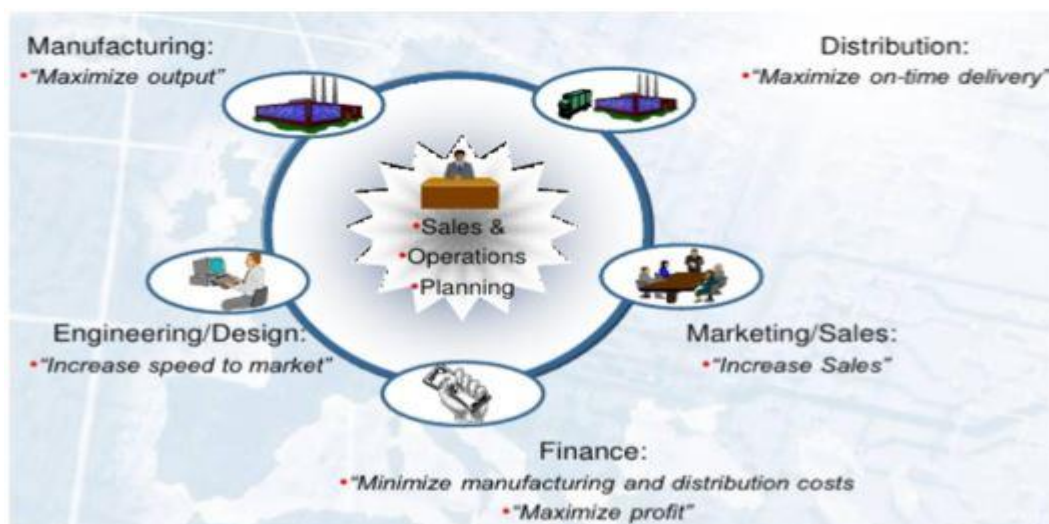 Manufacturing:
•“Maximize output”
Distribution:
•“Maximize on-time delivery”
•Sales &
•Operations
•Planning
Engineering/Design:
•“Increase speed to market”
Marketing/Sales:
•“Increase Sales”
Finance:
•“Minimize manufacturing and distribution costs
•“Maximize profit”